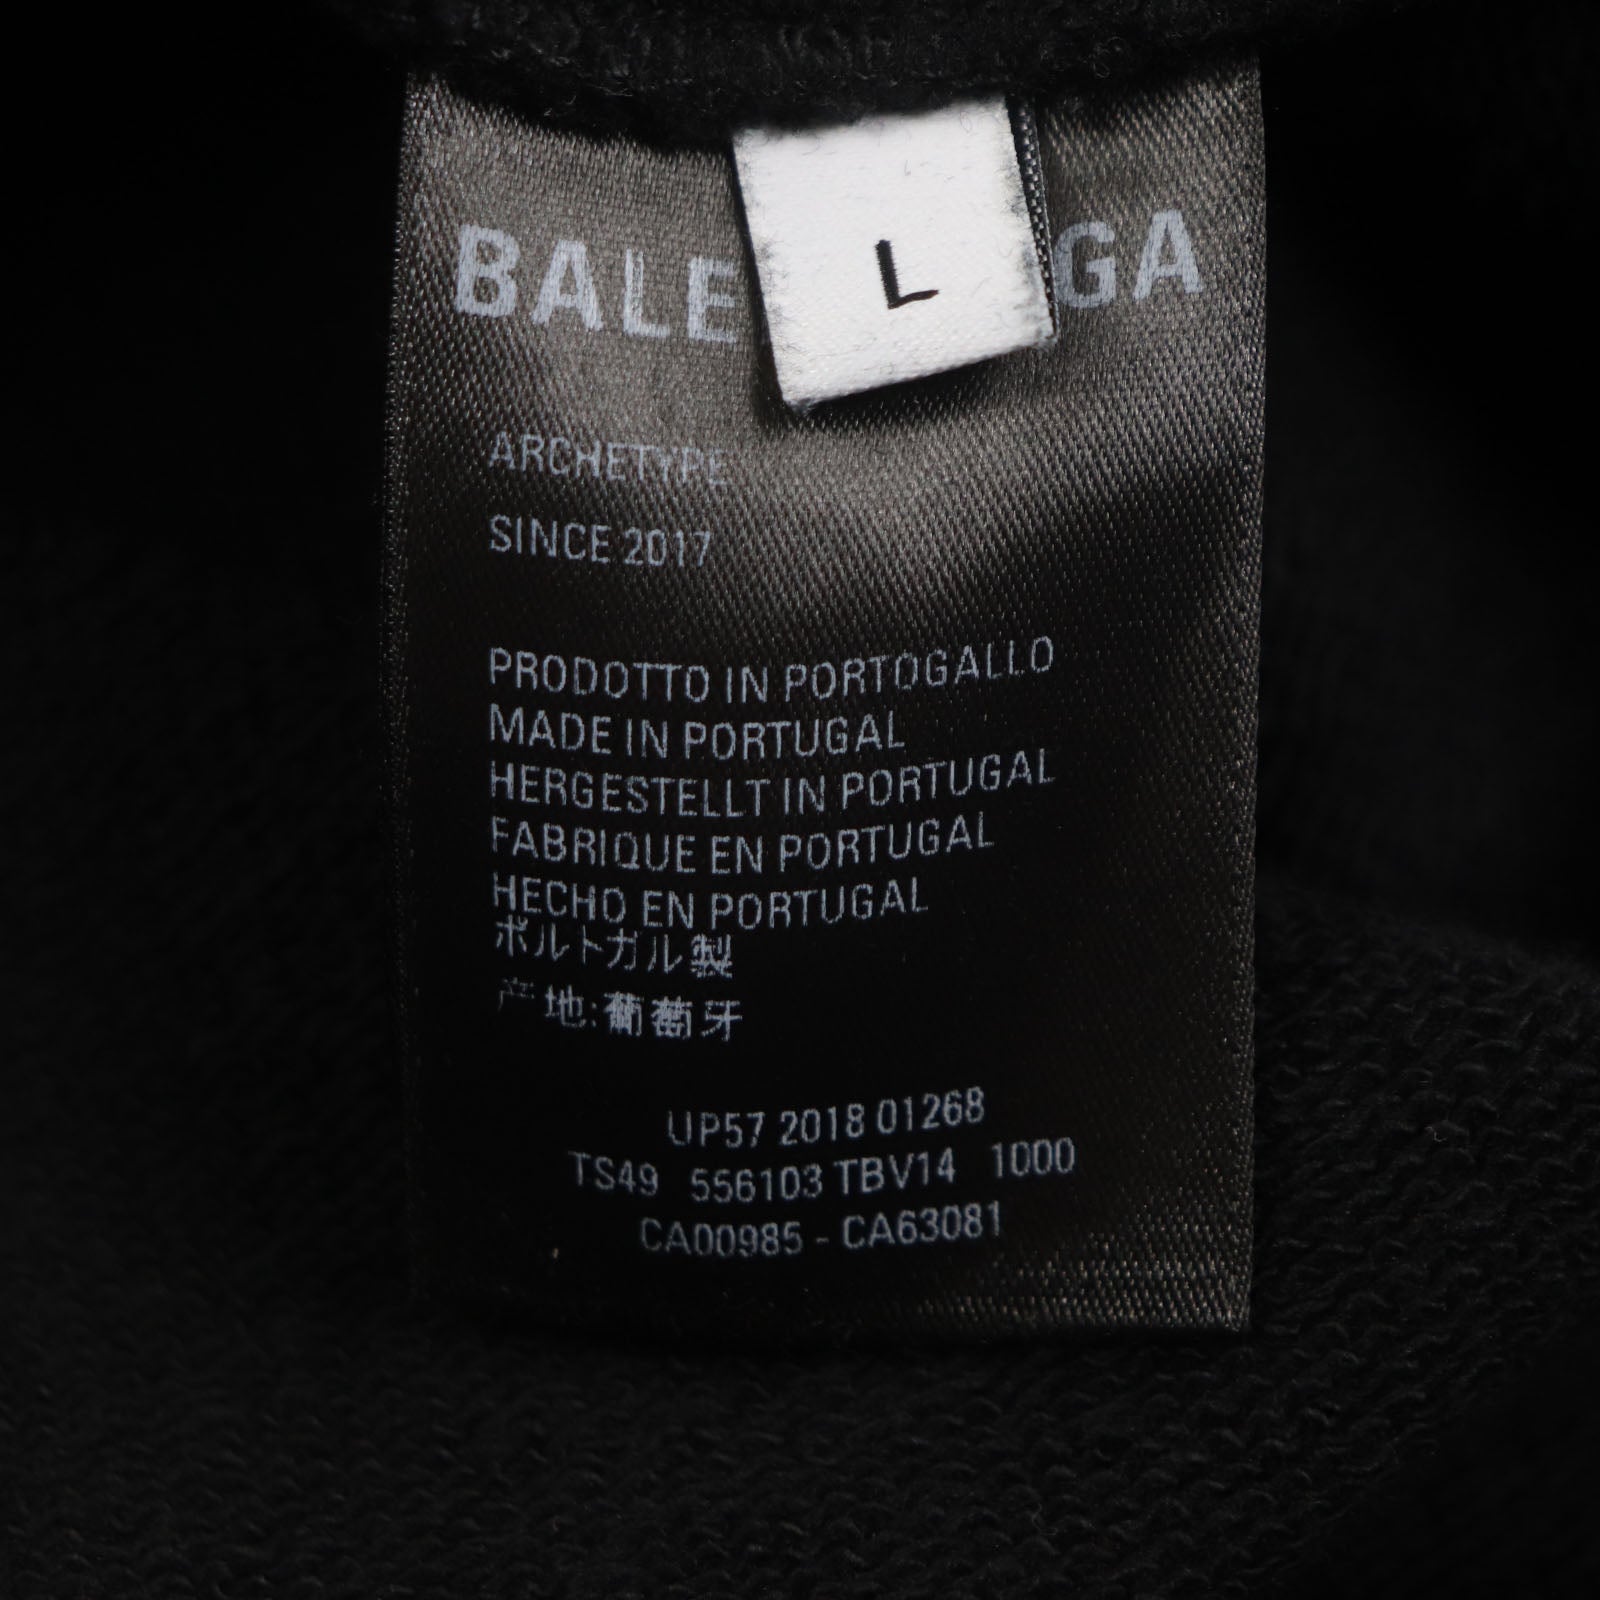 L
BALE GA
ARCHETYPE
SINCE 2017
PRODOTTO IN PORTOGALLO
MADE IN PORTUGAL
HERGESTELLT IN PORTUGAL
FABRIQUE EN PORTUGAL
HECHO EN PORTUGAL
ポルトガル製
产地:葡萄牙
UP57 2018 01268
TS49 556103 TBV14 1000
CA00985 - CA63081